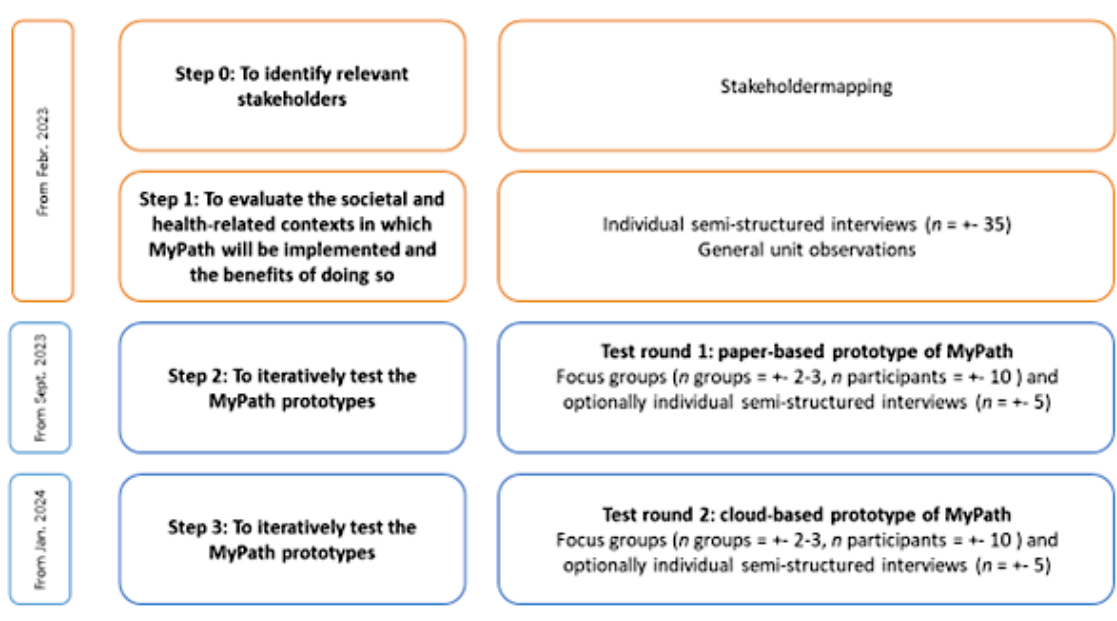 From Febr. 2023
Step 0: To identify relevant
stakeholders
Stakeholdermapping
Step 1: To evaluate the societal and
health-related contexts in which
MyPath will be implemented and
the benefits of doing so
Individual semi-structured interviews (n = +- 35)
General unit observations
From Sept. 2023
Step 2: To iteratively test the
MyPath prototypes
Test round 1: paper-based prototype of MyPath
Focus groups (n groups = +- 2-3, n participants = +- 10 ) and
optionally individual semi-structured interviews (n = +- 5)
From Jan. 2024
Step 3: To iteratively test the
MyPath prototypes
Test round 2: cloud-based prototype of MyPath
Focus groups (n groups = +- 2-3, n participants = +- 10 ) and
optionally individual semi-structured interviews (n = +- 5)